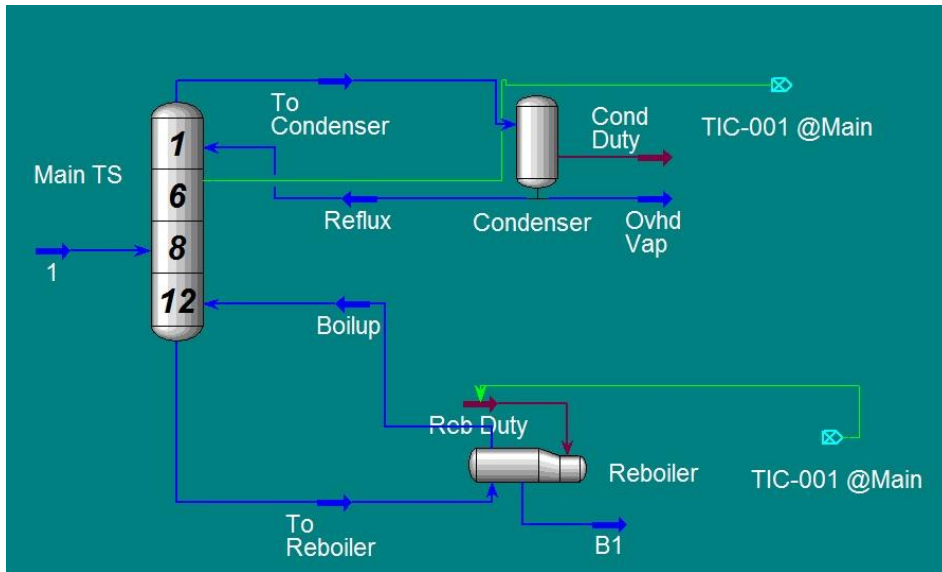 To
Condenser
Cond
Duty
TIC-001 @Main
Main TS
1
6
8
12
Reflux
Condenser
Ovhd
Vap
1
Boilup
Rcb Duty
Reboiler
TIC-001 @Main
To
Reboiler
B1